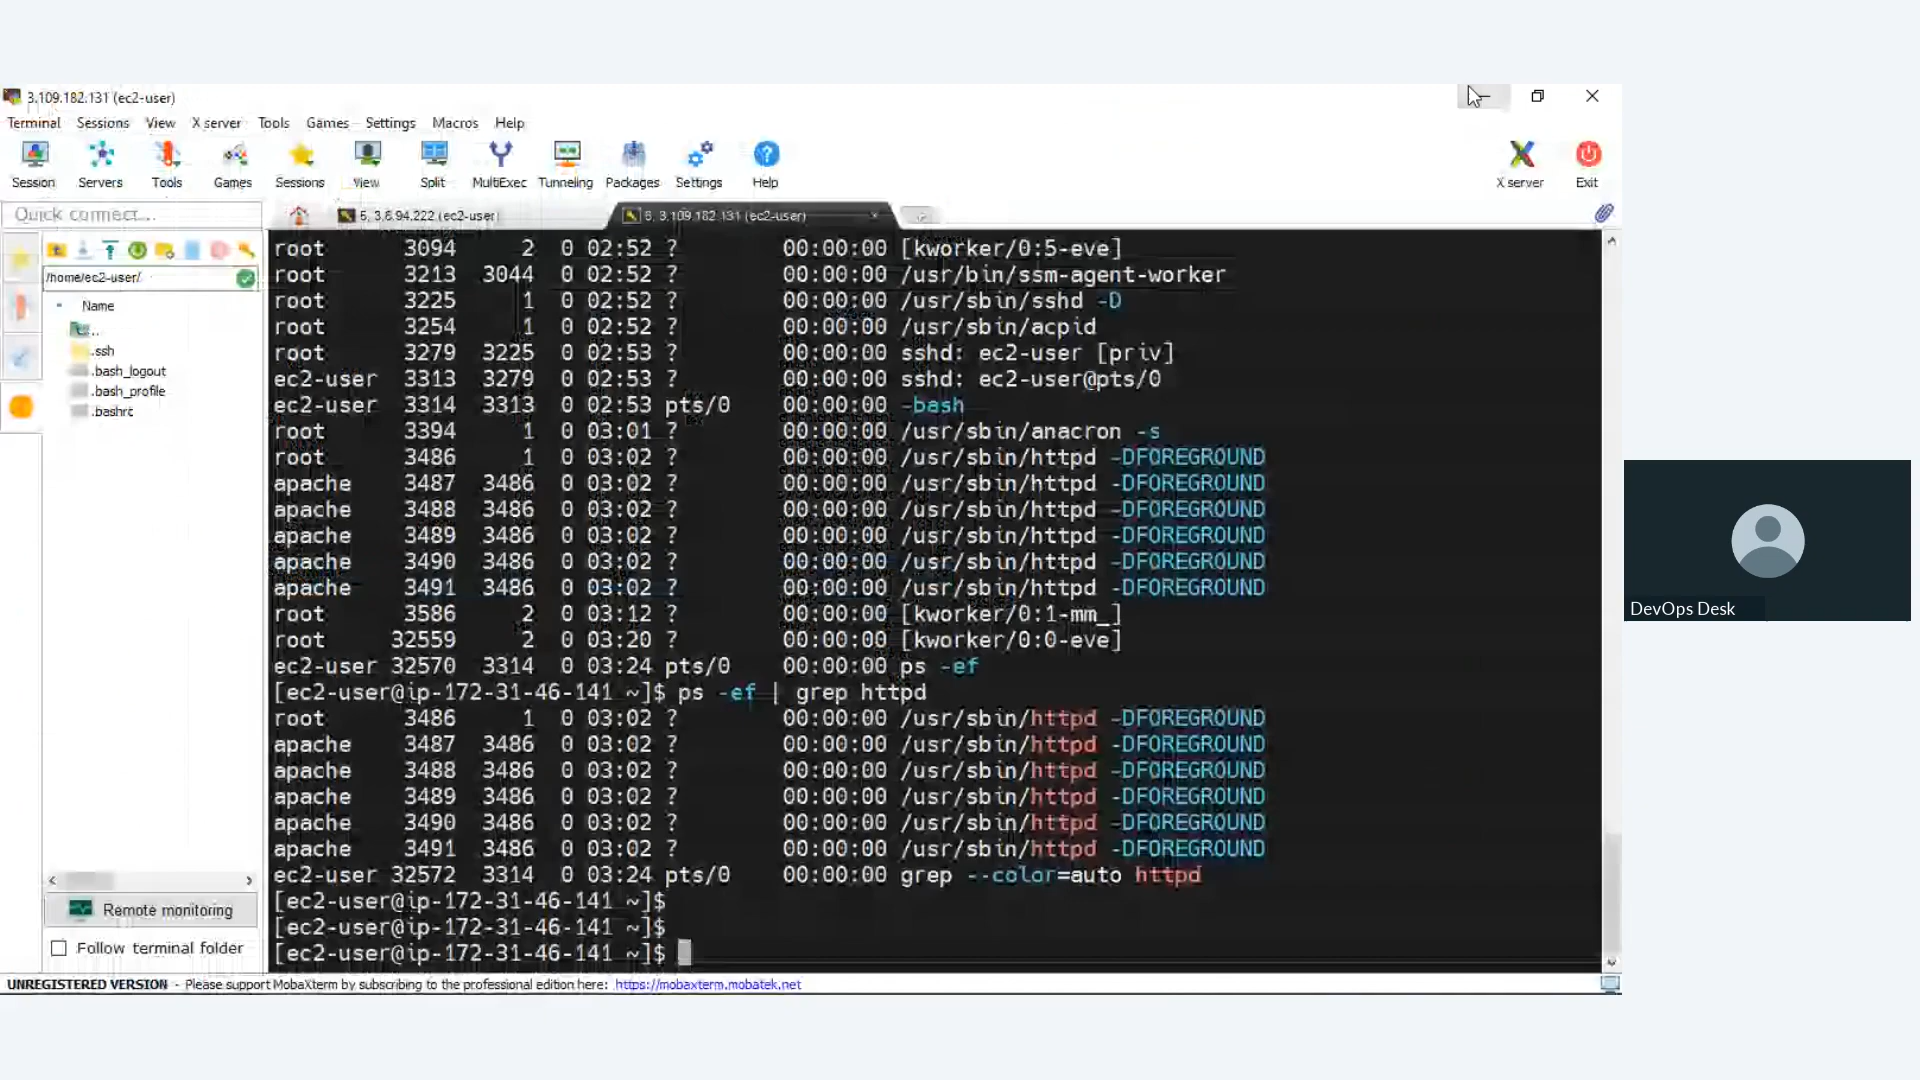 3.109.182.131 (ec2-user)
Terminal Sessions View X server Tools Games Settings Macros Help
Session Servers Tools Games Sessions View Split MultiExec Tunneling Packages Settings Help X server Exit
Quick connect...
5. 3.6.94.222 (ec2-user)
6. 3.109.182.131 (ec2-user)
/home/ec2-user/
Name
..
.ssh
.bash_logout
.bash_profile
.bashrc
root 3094 2 0 02:52 ? 00:00:00 [kworker/0:5-eve]
root 3213 3044 0 02:52 ? 00:00:00 /usr/bin/ssm-agent-worker
root 3225 1 0 02:52 ? 00:00:00 /usr/sbin/sshd -D
root 3254 1 0 02:52 ? 00:00:00 /usr/sbin/acpid
root 3279 3225 0 02:53 ? 00:00:00 sshd: ec2-user [priv]
ec2-user 3313 3279 0 02:53 ? 00:00:00 sshd: ec2-user@pts/0
ec2-user 3314 3313 0 02:53 pts/0 00:00:00 -bash
root 3394 1 0 03:01 ? 00:00:00 /usr/sbin/anacron -s
root 3486 1 0 03:02 ? 00:00:00 /usr/sbin/httpd -DFOREGROUND
apache 3487 3486 0 03:02 ? 00:00:00 /usr/sbin/httpd -DFOREGROUND
apache 3488 3486 0 03:02 ? 00:00:00 /usr/sbin/httpd -DFOREGROUND
apache 3489 3486 0 03:02 ? 00:00:00 /usr/sbin/httpd -DFOREGROUND
apache 3490 3486 0 03:02 ? 00:00:00 /usr/sbin/httpd -DFOREGROUND
apache 3491 3486 0 03:02 ? 00:00:00 /usr/sbin/httpd -DFOREGROUND
root 3586 2 0 03:12 ? 00:00:00 [kworker/0:1-mm_]
root 32559 2 0 03:20 ? 00:00:00 [kworker/0:0-eve]
ec2-user 32570 3314 0 03:24 pts/0 00:00:00 ps -ef
[ec2-user@ip-172-31-46-141 ~]$ ps -ef | grep httpd
root 3486 1 0 03:02 ? 00:00:00 /usr/sbin/httpd -DFOREGROUND
apache 3487 3486 0 03:02 ? 00:00:00 /usr/sbin/httpd -DFOREGROUND
apache 3488 3486 0 03:02 ? 00:00:00 /usr/sbin/httpd -DFOREGROUND
apache 3489 3486 0 03:02 ? 00:00:00 /usr/sbin/httpd -DFOREGROUND
apache 3490 3486 0 03:02 ? 00:00:00 /usr/sbin/httpd -DFOREGROUND
apache 3491 3486 0 03:02 ? 00:00:00 /usr/sbin/httpd -DFOREGROUND
ec2-user 32572 3314 0 03:24 pts/0 00:00:00 grep --color=auto httpd
[ec2-user@ip-172-31-46-141 ~]$
[ec2-user@ip-172-31-46-141 ~]$
[ec2-user@ip-172-31-46-141 ~]$
Remote monitoring
Follow terminal folder
UNREGISTERED VERSION - Please support MobaXterm by subscribing to the professional edition here: https://mobaxterm.mobatek.net
DevOps Desk